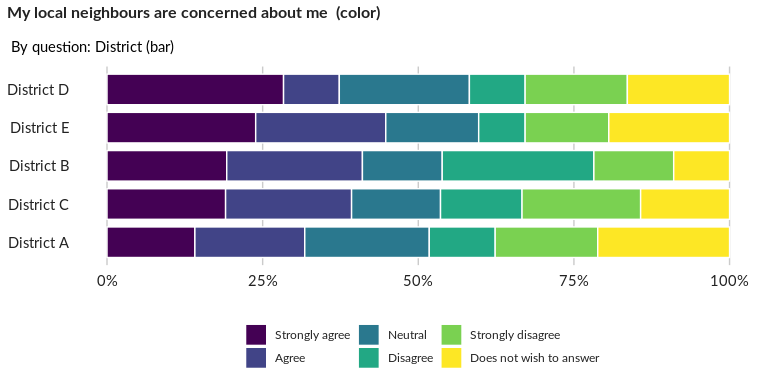 My local neighbours are concerned about me  (color)
By question: District (bar)
District D
District E
District B
District C
District A
0% 25% 50% 75% 100%
Strongly agree Neutral Strongly disagree
Agree Disagree Does not wish to answer